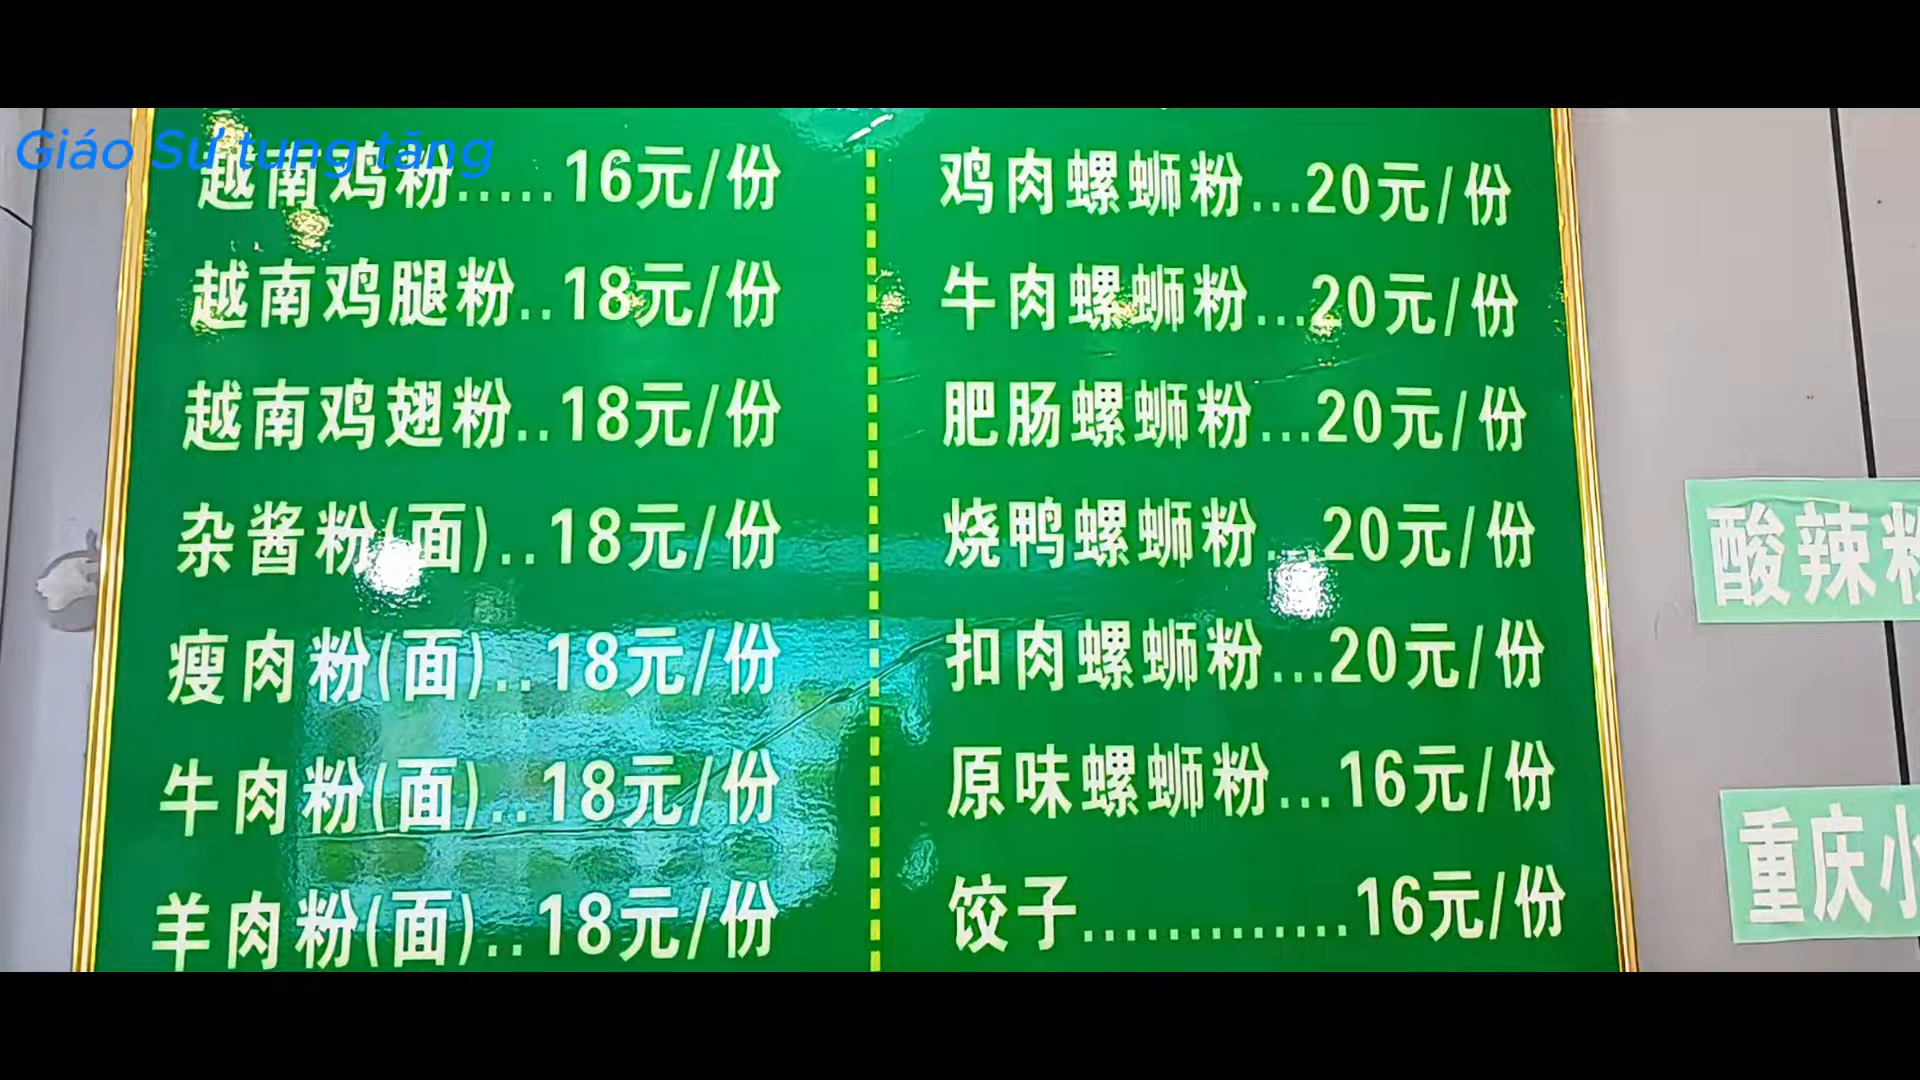 Giáo Sư tung tăng
越南鸡粉.....16元/份
越南鸡腿粉..18元/份
越南鸡翅粉..18元/份
杂酱粉(面)..18元/份
瘦肉粉(面)..18元/份
牛肉粉(面)..18元/份
羊肉粉(面)..18元/份
鸡肉螺蛳粉...20元/份
牛肉螺蛳粉...20元/份
肥肠螺蛳粉...20元/份
烧鸭螺蛳粉...20元/份
扣肉螺蛳粉...20元/份
原味螺蛳粉...16元/份
饺子.............16元/份
酸辣粉
重庆小